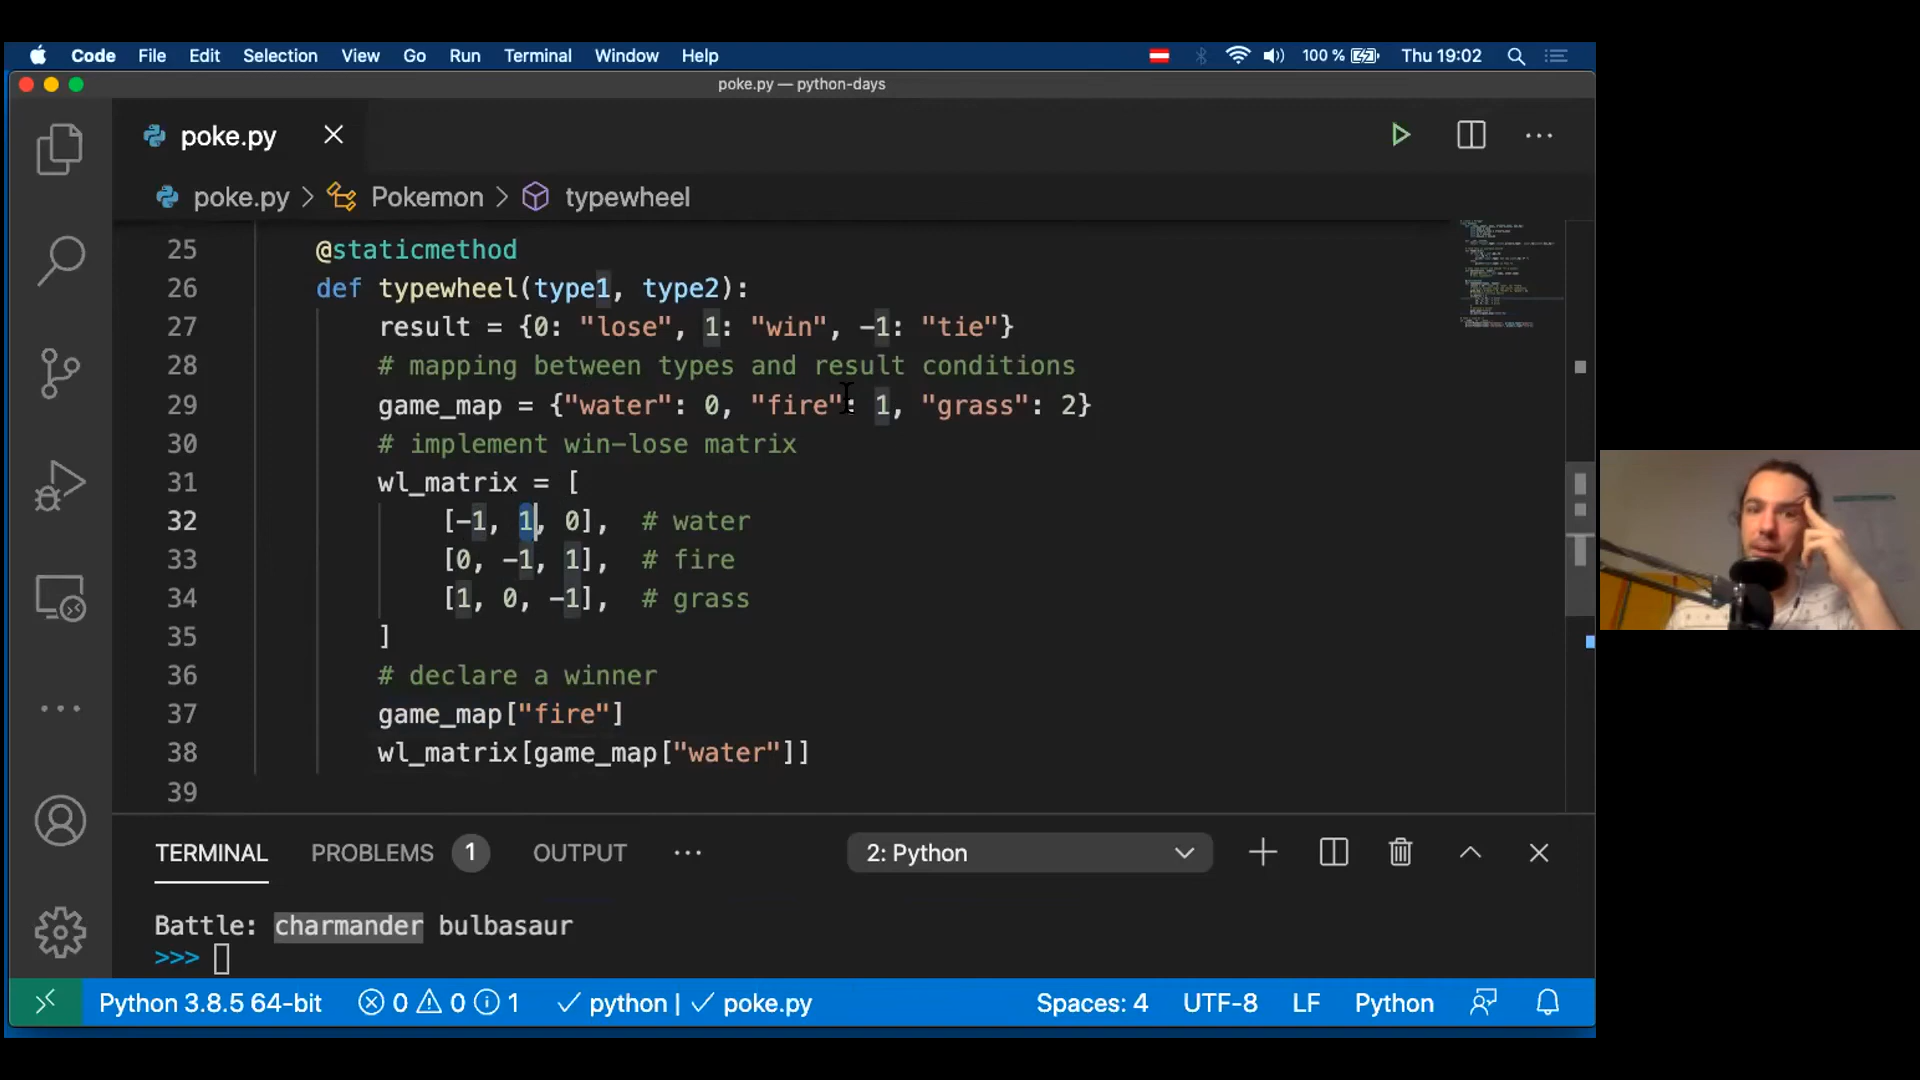 Code File Edit Selection View Go Run Terminal Window Help 100 % Thu 19:02
poke.py — python-days
poke.py
poke.py > Pokemon > typewheel
25 @staticmethod
26 def typewheel(type1, type2):
27 result = {0: "lose", 1: "win", -1: "tie"}
28 # mapping between types and result conditions
29 game_map = {"water": 0, "fire": 1, "grass": 2}
30 # implement win-lose matrix
31 wl_matrix = [
32 [-1, 1, 0], # water
33 [0, -1, 1], # fire
34 [1, 0, -1], # grass
35 ]
36 # declare a winner
37 game_map["fire"]
38 wl_matrix[game_map["water"]]
39
TERMINAL PROBLEMS 1 OUTPUT ... 2: Python
Battle: charmander bulbasaur
>>>
Python 3.8.5 64-bit 0 0 1 python | poke.py Spaces: 4 UTF-8 LF Python